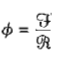 ϕ = ℱ/ℛ